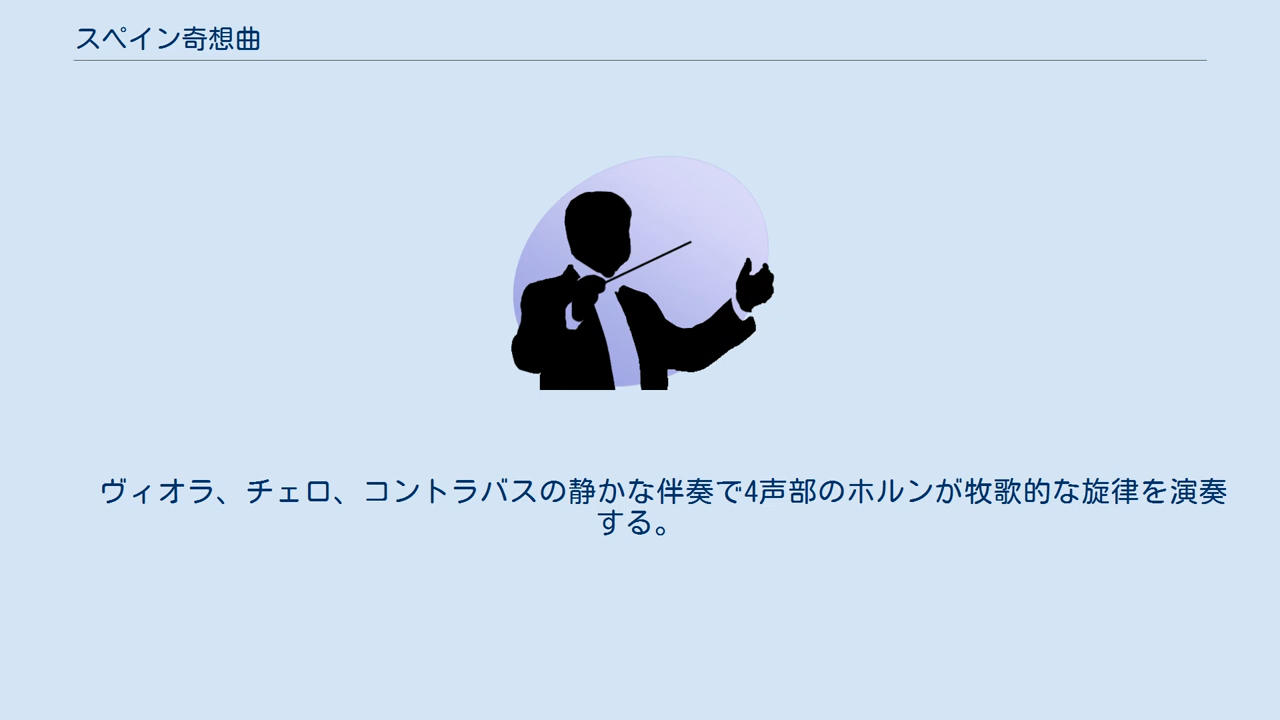 スペイン奇想曲
ヴィオラ、チェロ、コントラバスの静かな伴奏で4声部のホルンが牧歌的な旋律を演奏
する。